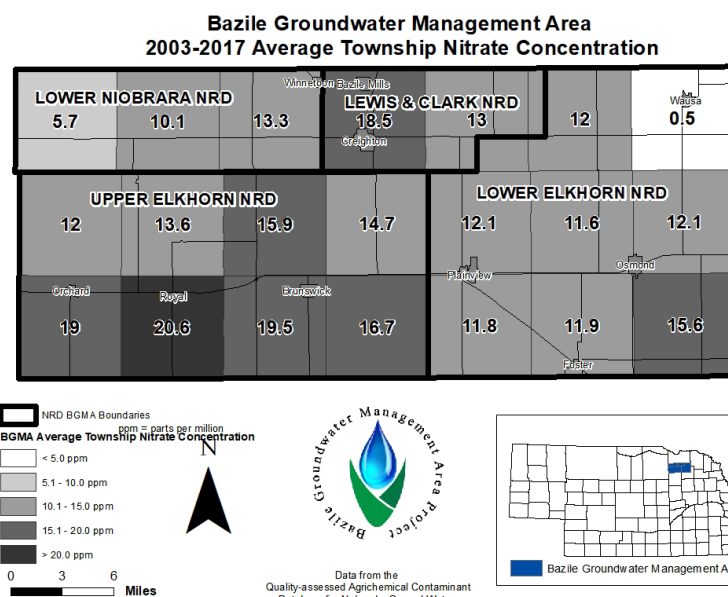 Bazile Groundwater Management Area
2003-2017 Average Township Nitrate Concentration
Winnetoon Bazile Mills
LOWER NIOBRARA NRD
LEWIS & CLARK NRD
Wausa
5.7 10.1 13.3 18.5 13 12 0.5
Creighton
UPPER ELKHORN NRD
LOWER ELKHORN NRD
12 13.6 15.9 14.7 12.1 11.6 12.1
Plainview
Osmond
Orchard Royal Brunswick
19 20.6 19.5 16.7 11.8 11.9 15.6
Foster
NRD BGMA Boundaries
ppm = parts per million
BGMA Average Township Nitrate Concentration
< 5.0 ppm
5.1 - 10.0 ppm
10.1 - 15.0 ppm
15.1 - 20.0 ppm
> 20.0 ppm
N
0 3 6
Miles
Bazile Groundwater Management Area Project
Data from the
Quality-assessed Agrichemical Contaminant
Bazile Groundwater Management A